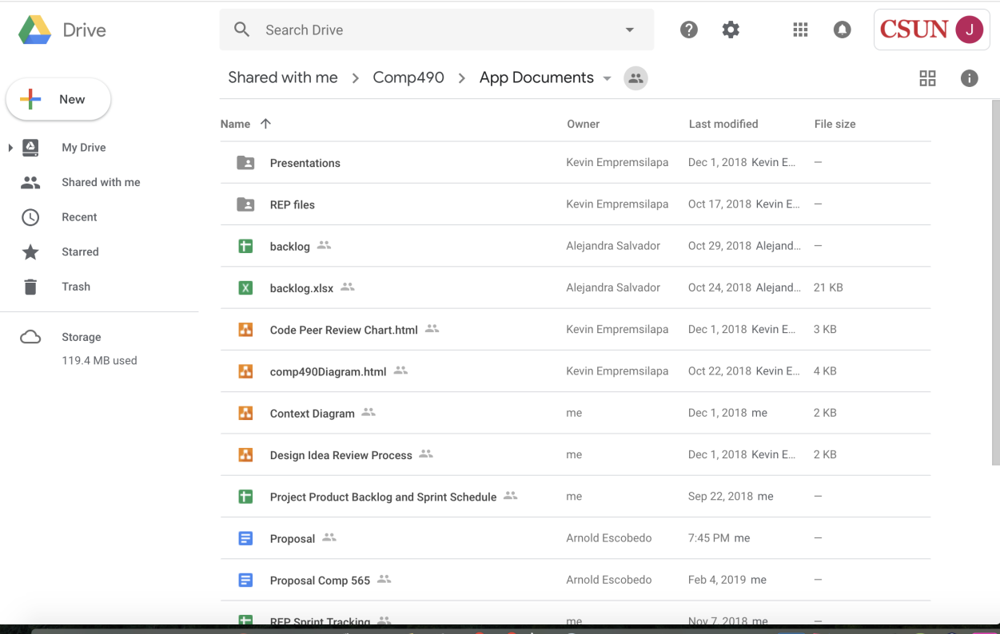 Drive
Search Drive
CSUN J
Shared with me > Comp490 > App Documents
New
My Drive
Shared with me
Recent
Starred
Trash
Storage
119.4 MB used
Name Owner Last modified File size
Presentations Kevin Empremsilapa Dec 1, 2018 Kevin E... —
REP files Kevin Empremsilapa Oct 17, 2018 Kevin E... —
backlog Alejandra Salvador Oct 29, 2018 Alejand... —
backlog.xlsx Alejandra Salvador Oct 24, 2018 Alejand... 21 KB
Code Peer Review Chart.html Kevin Empremsilapa Dec 1, 2018 Kevin E... 3 KB
comp490Diagram.html Kevin Empremsilapa Oct 22, 2018 Kevin E... 4 KB
Context Diagram me Dec 1, 2018 me 2 KB
Design Idea Review Process me Dec 1, 2018 Kevin E... 2 KB
Project Product Backlog and Sprint Schedule me Sep 22, 2018 me —
Proposal Arnold Escobedo 7:45 PM me —
Proposal Comp 565 Arnold Escobedo Feb 4, 2019 me —
REP Sprint Tracking me Nov 7, 2018 me —